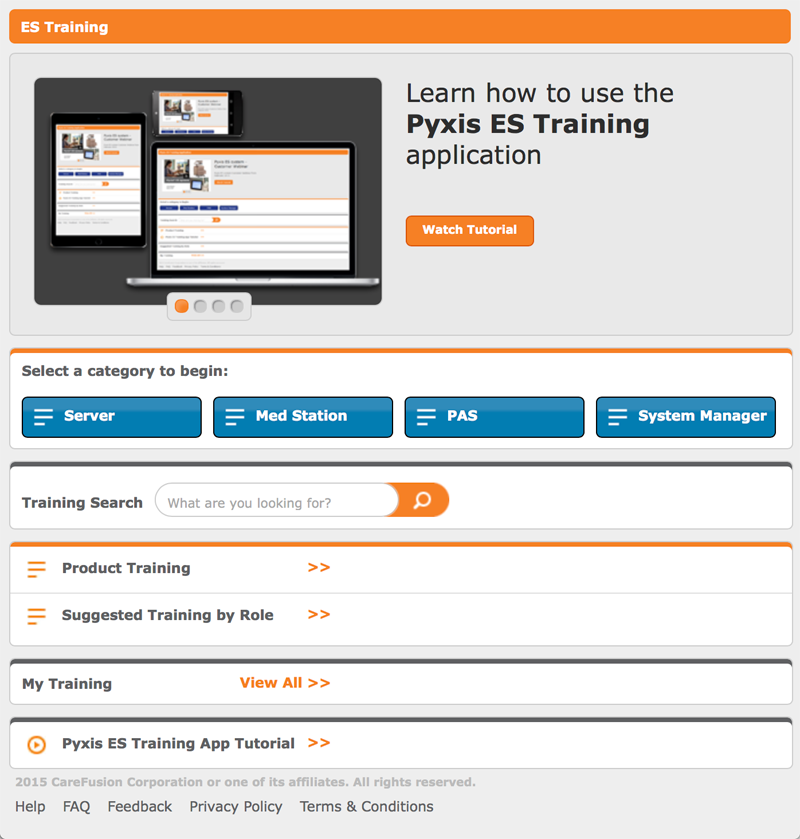 ES Training
Learn how to use the
Pyxis ES Training
application
Watch Tutorial
Select a category to begin:
Server
Med Station
PAS
System Manager
Training Search
What are you looking for?
Product Training >>
Suggested Training by Role >>
My Training View All >>
Pyxis ES Training App Tutorial >>
2015 CareFusion Corporation or one of its affiliates. All rights reserved.
Help FAQ Feedback Privacy Policy Terms & Conditions